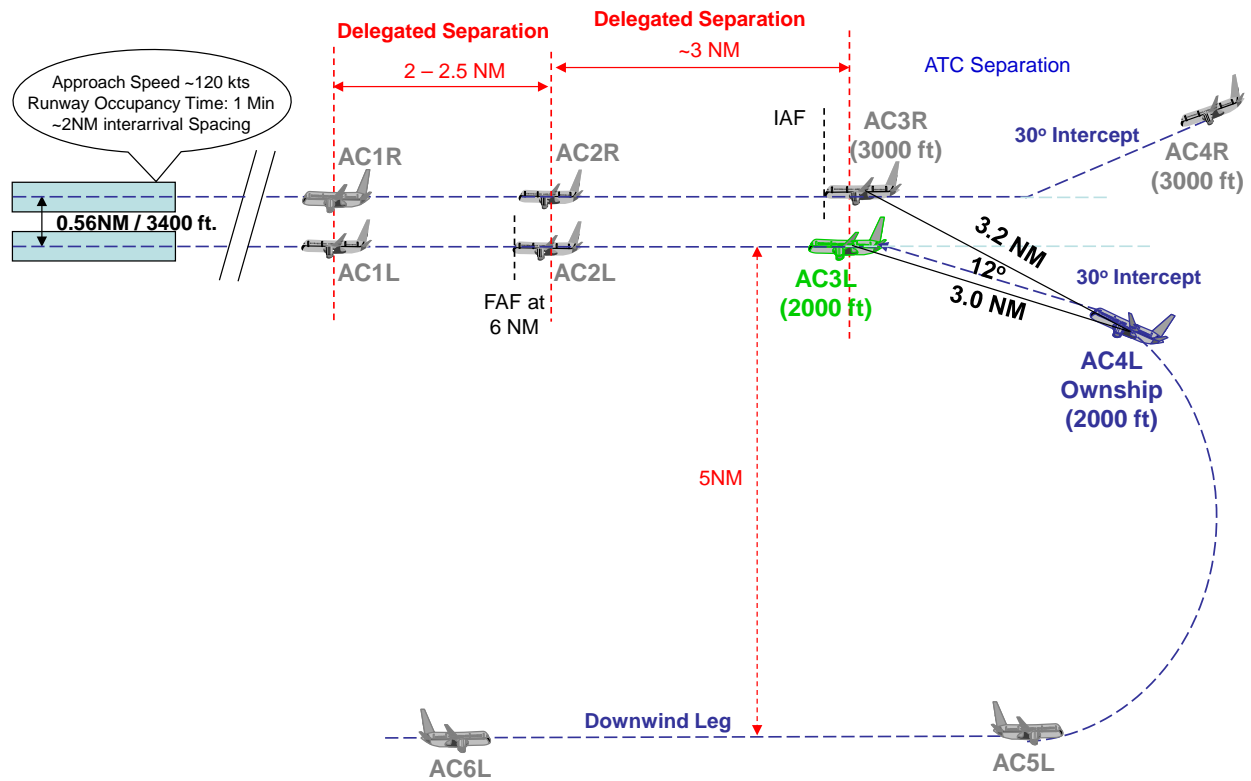 Delegated Separation
~3 NM
Delegated Separation
2 – 2.5 NM
ATC Separation
Approach Speed ~120 kts
Runway Occupancy Time: 1 Min
~2NM interarrival Spacing
IAF
AC3R
(3000 ft)
30º Intercept
AC4R
(3000 ft)
AC1R
AC2R
0.56NM / 3400 ft.
AC1L
AC2L
FAF at
6 NM
AC3L
(2000 ft)
3.2 NM
12º
3.0 NM
30º Intercept
AC4L
Ownship
(2000 ft)
5NM
Downwind Leg
AC6L
AC5L